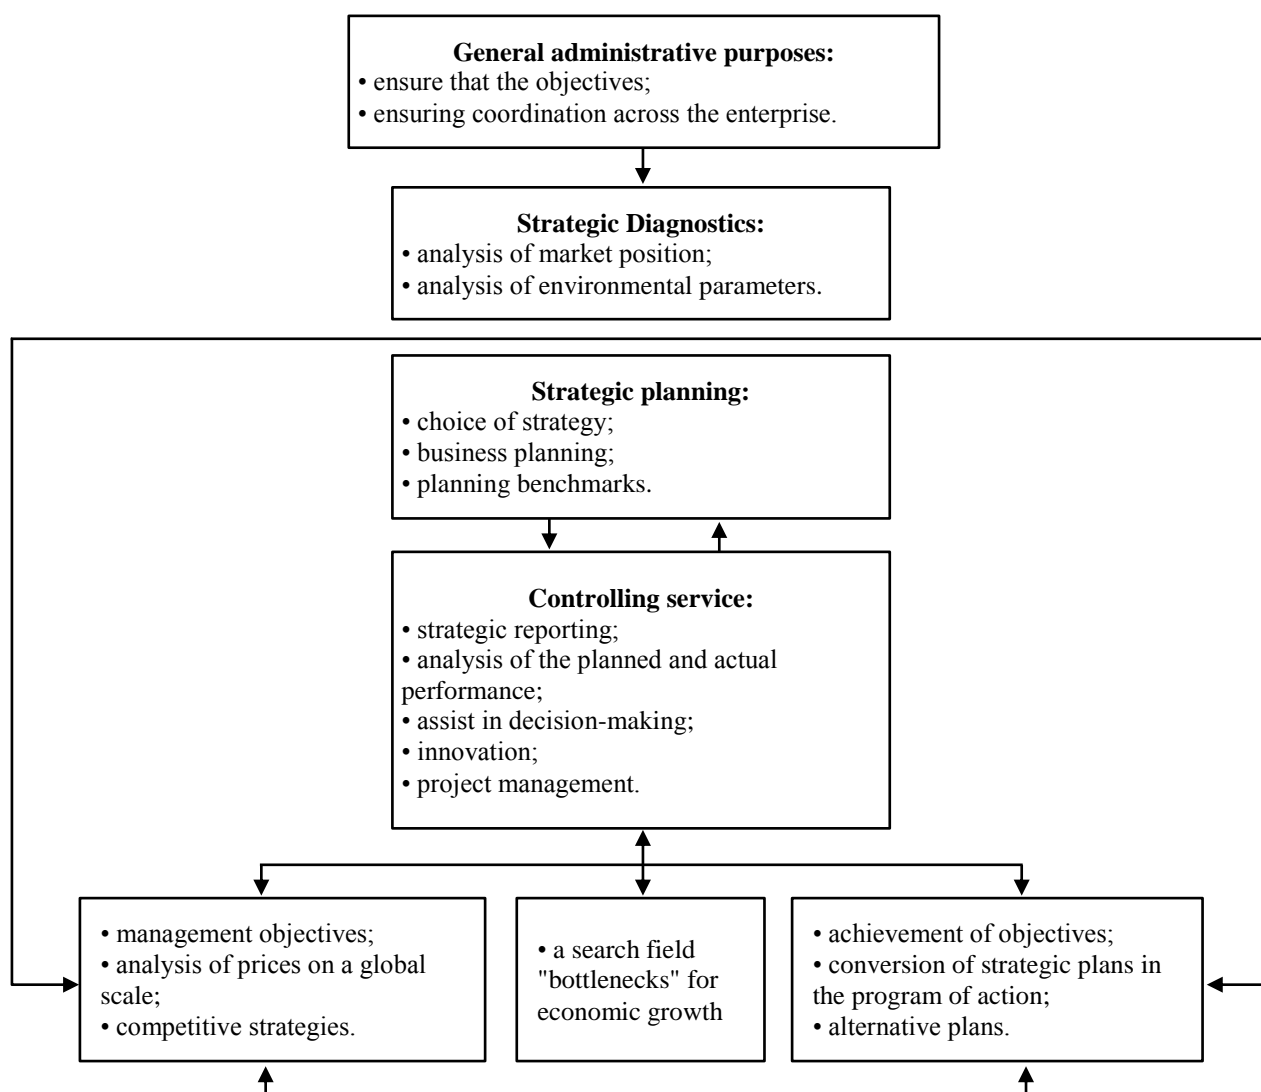 General administrative purposes:
• ensure that the objectives;
• ensuring coordination across the enterprise.
Strategic Diagnostics:
• analysis of market position;
• analysis of environmental parameters.
Strategic planning:
• choice of strategy;
• business planning;
• planning benchmarks.
Controlling service:
• strategic reporting;
• analysis of the planned and actual
performance;
• assist in decision-making;
• innovation;
• project management.
• management objectives;
• analysis of prices on a global
scale;
• competitive strategies.
• a search field
"bottlenecks" for
economic growth
• achievement of objectives;
• conversion of strategic plans in
the program of action;
• alternative plans.